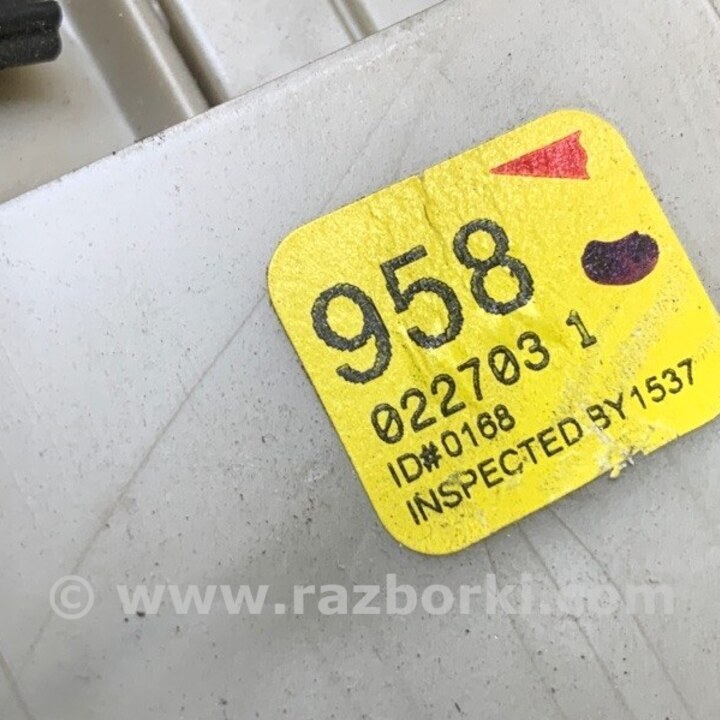 958
022703 1
ID#0168
INSPECTED BY1537
© www.razborki.com